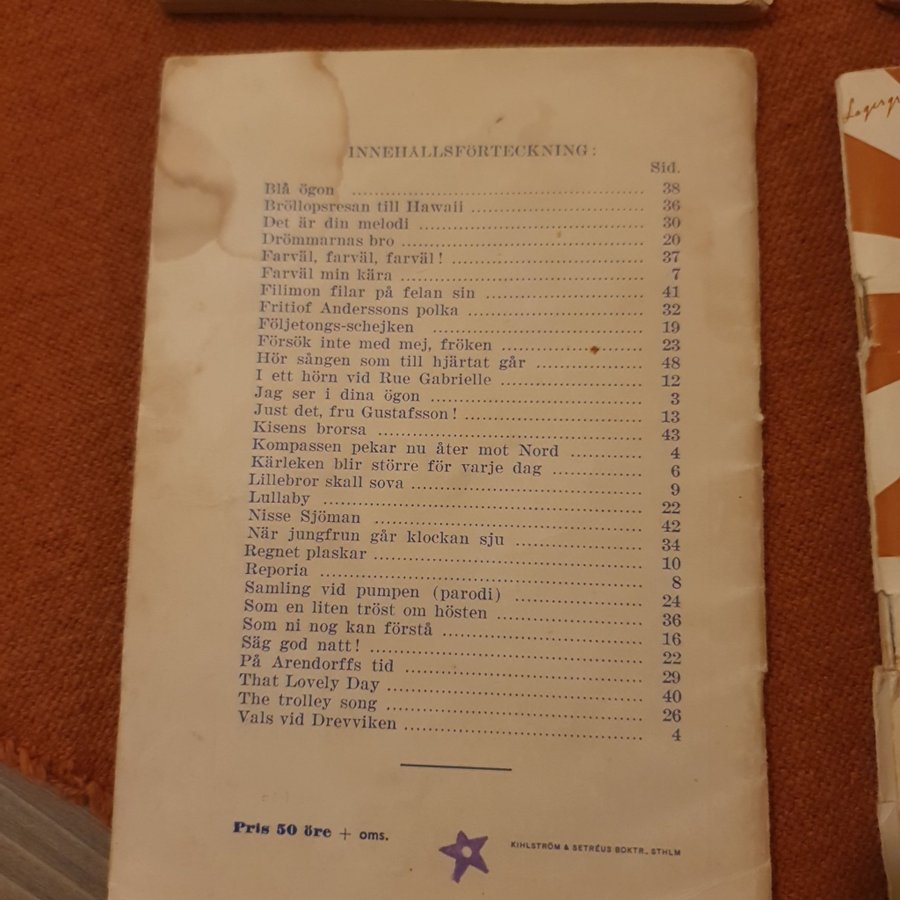 INNEHÅLLSFÖRTECKNING:
Sid.
Blå ögon 38
Bröllopsresan till Hawaii 36
Det är din melodi 30
Drömmarnas bro 20
Farväl, farväl, farväl! 37
Farväl min kära 7
Filimon filar på felan sin 41
Fritiof Anderssons polka 32
Följetongs-schejken 19
Försök inte med mej, fröken 23
Hör sången som till hjärtat går 48
I ett hörn vid Rue Gabrielle 12
Jag ser i dina ögon 3
Just det, fru Gustafsson! 13
Kisens brorsa 43
Kompassen pekar nu åter mot Nord 4
Kärleken blir större för varje dag 6
Lillebror skall sova 9
Lullaby 22
Nisse Sjöman 42
När jungfrun går klockan sju 34
Regnet plaskar 10
Reporia 8
Samling vid pumpen (parodi) 24
Som en liten tröst om hösten 36
Som ni nog kan förstå 16
Säg god natt! 22
På Arendorffs tid 29
That Lovely Day 40
The trolley song 26
Vals vid Drevviken 4
Pris 50 öre + oms.
KIHLSTRÖM & SETRÉUS BOKTR., STHLM